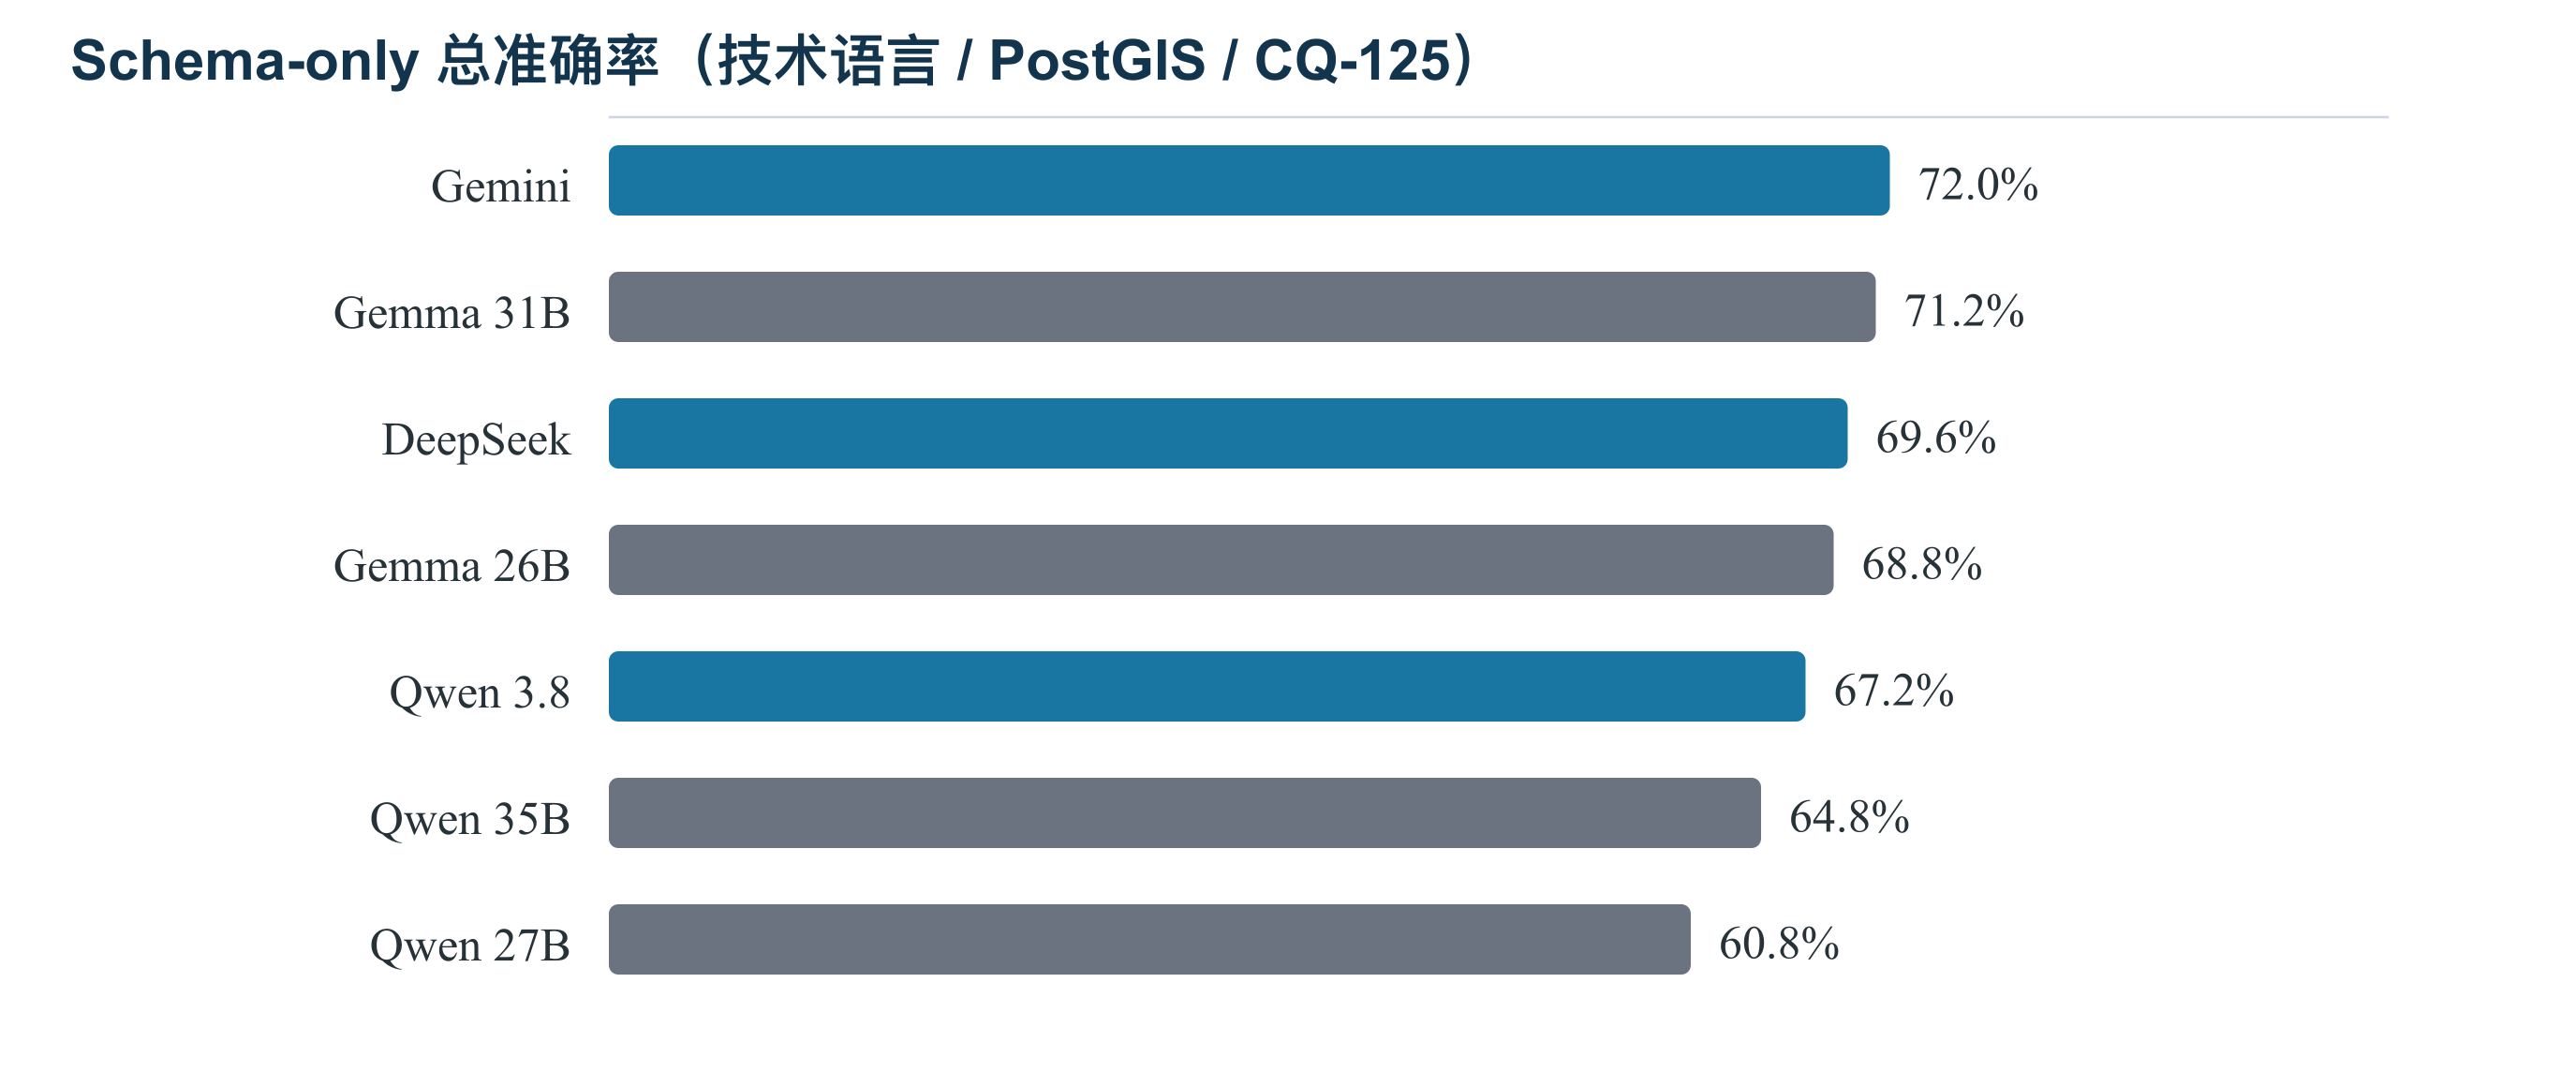 Schema-only 总准确率（技术语言 / PostGIS / CQ-125）
Gemini 72.0%
Gemma 31B 71.2%
DeepSeek 69.6%
Gemma 26B 68.8%
Qwen 3.8 67.2%
Qwen 35B 64.8%
Qwen 27B 60.8%